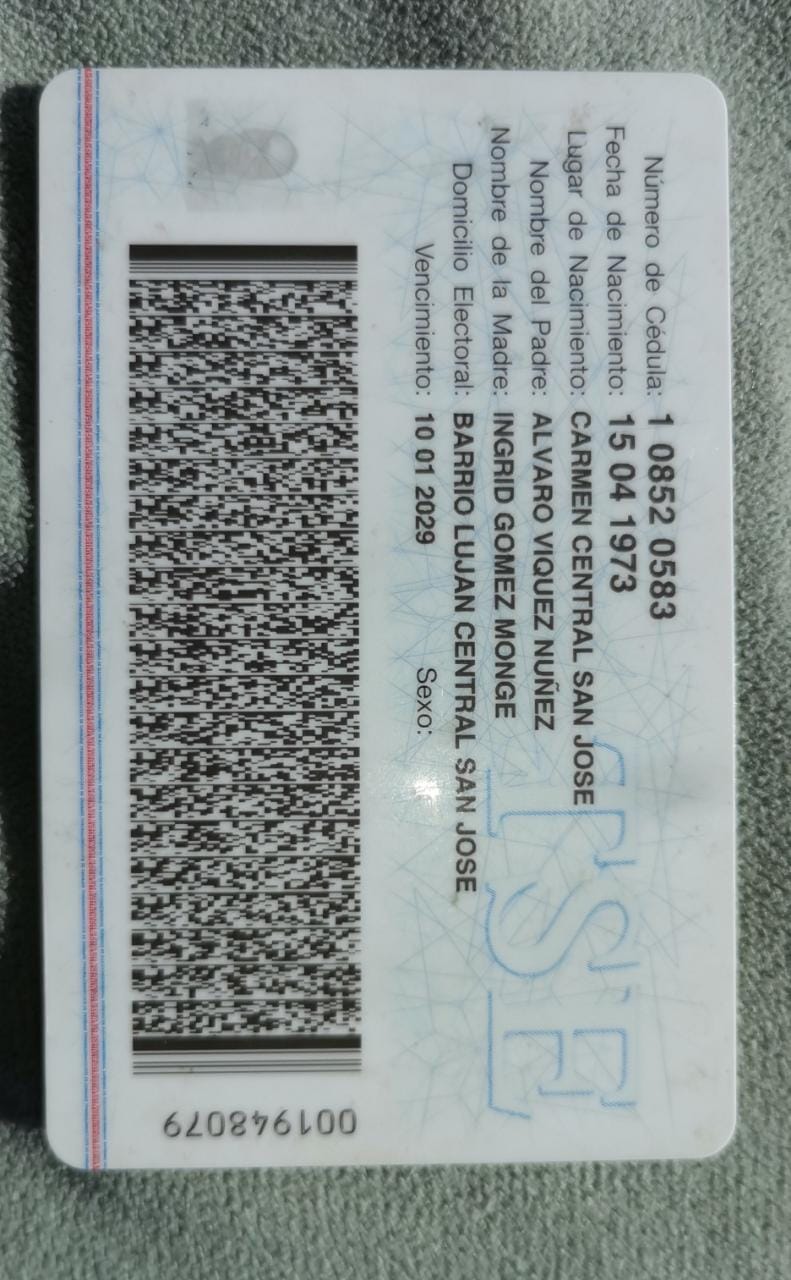 Número de Cédula: 1 0852 0583
Fecha de Nacimiento: 15 04 1973
Lugar de Nacimiento: CARMEN CENTRAL SAN JOSE
Nombre del Padre: ALVARO VIQUEZ NUÑEZ
Nombre de la Madre: INGRID GOMEZ MONGE
Domicilio Electoral: BARRIO LUJAN CENTRAL SAN JOSE
Vencimiento: 10 01 2029 Sexo:
TSE
001948079